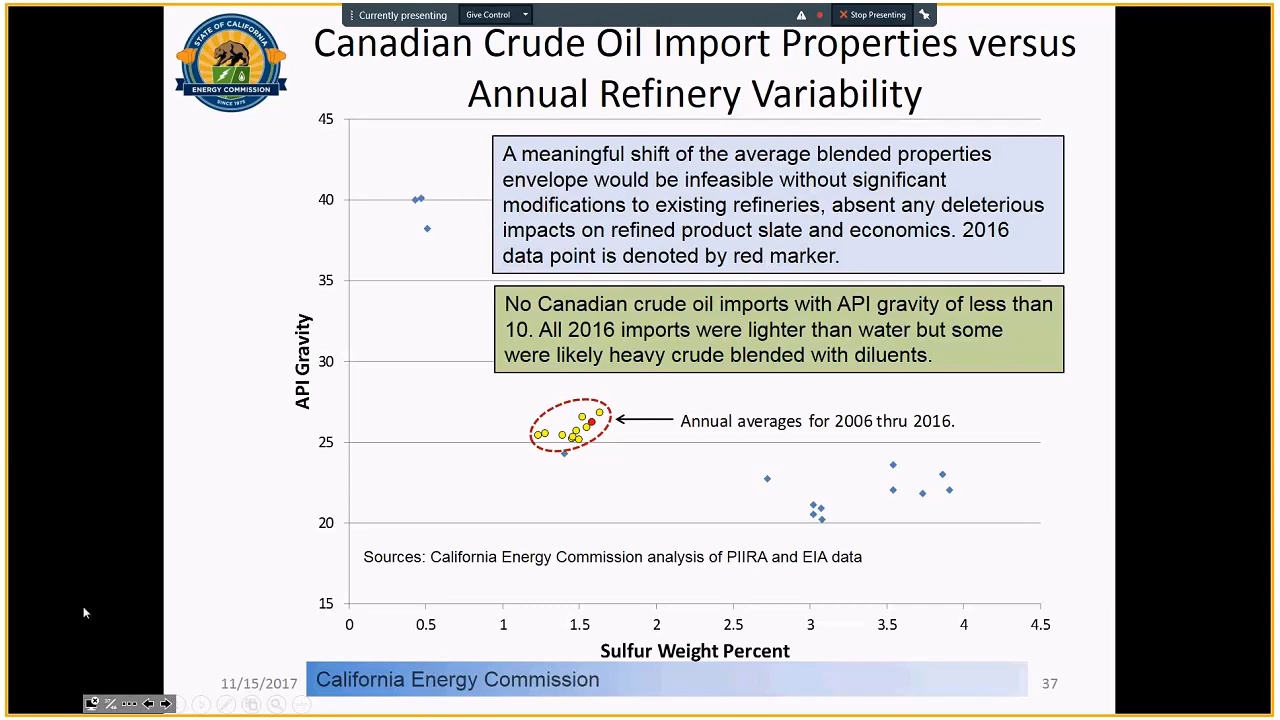 Currently presenting
Give Control
Stop Presenting
STATE OF CALIFORNIA
ENERGY COMMISSION
SINCE 1975
Canadian Crude Oil Import Properties versus
Annual Refinery Variability
45
40
35
30
25
20
15
API Gravity
A meaningful shift of the average blended properties
envelope would be infeasible without significant
modifications to existing refineries, absent any deleterious
impacts on refined product slate and economics. 2016
data point is denoted by red marker.
No Canadian crude oil imports with API gravity of less than
10. All 2016 imports were lighter than water but some
were likely heavy crude blended with diluents.
Annual averages for 2006 thru 2016.
Sources: California Energy Commission analysis of PIIRA and EIA data
0 0.5 1 1.5 2 2.5 3 3.5 4 4.5
Sulfur Weight Percent
11/15/2017
California Energy Commission
37